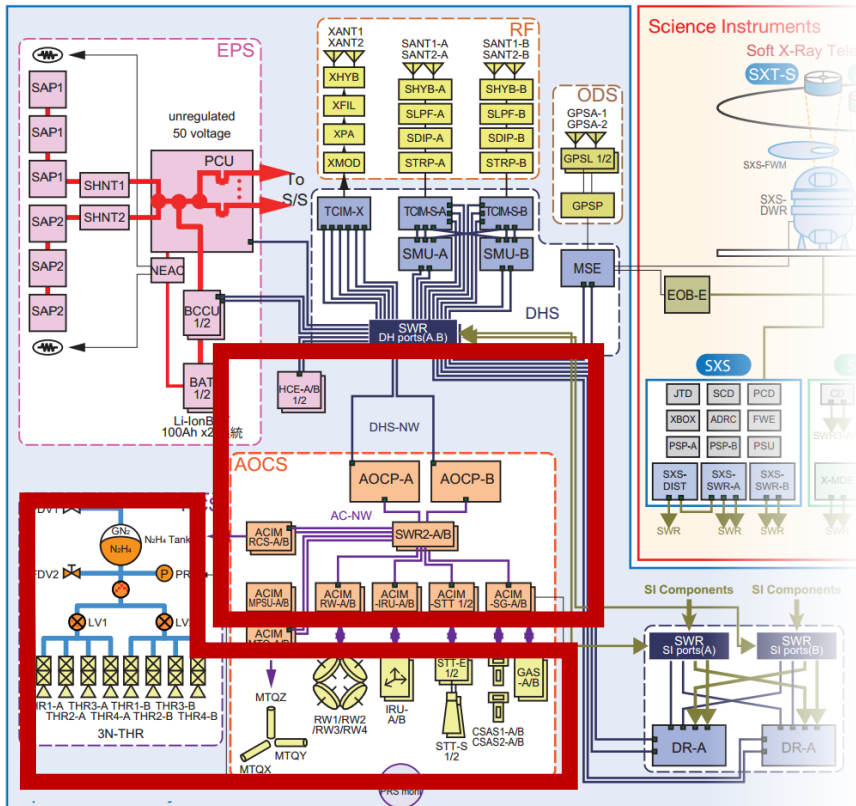 EPS
SAP1
SAP1
SAP1
SAP2
SAP2
SAP2
SHNT1
SHNT2
unregulated
50 voltage
PCU
To
S/S
NEAC
BCCU
1/2
BAT
1/2
Li-IonB
100Ah x2
RF
XANT1
XANT2
XHYB
XFIL
XPA
XMOD
SANT1-A
SANT2-A
SHYB-A
SLPF-A
SDIP-A
STRP-A
SANT1-B
SANT2-B
SHYB-B
SLPF-B
SDIP-B
STRP-B
ODS
GPSA-1
GPSA-2
GPSL 1/2
GPSP
TCIM-X
TCIM-S-A
TCIM-S-B
SMU-A
SMU-B
MSE
DHS
SWR
DH ports(A.B)
HCE-A/B
1/2
DHS-NW
AOCS
AOCP-A
AOCP-B
AC-NW
SWR2-A/B
ACIM
RCS-A/B
ACIM
MPSU-A/B
ACIM
RW-A/B
ACIM
-IRU-A/B
ACIM
-STT 1/2
ACIM
-SG-A/B
GN2
N2H4
N2H4 Tank
P
LV1
THR3-A
THR1-B
THR3-B
THR2-A
THR4-A
THR2-B
THR4-B
3N-THR
MTQZ
MTQX
MTQY
RW1/RW2
/RW3/RW4
IRU-
A/B
STT-E
1/2
STT-S
1/2
CSAS1-A/B
CSAS2-A/B
GAS
-A/B
Science Instruments
Soft X-Ray Tele
SXT-S
SXS-FWM
SXS-
DWR
EOB-E
SXS
JTD
SCD
PCD
XBOX
ADRC
FWE
PSP-A
PSP-B
PSU
SXS-
DIST
SXS-
SWR-A
SXS-
SWR-B
SWR
SWR
SWR
CD
X-MDE
SI Components
SI Components
SWR
SI ports(A)
SWR
SI ports(B)
DR-A
DR-A